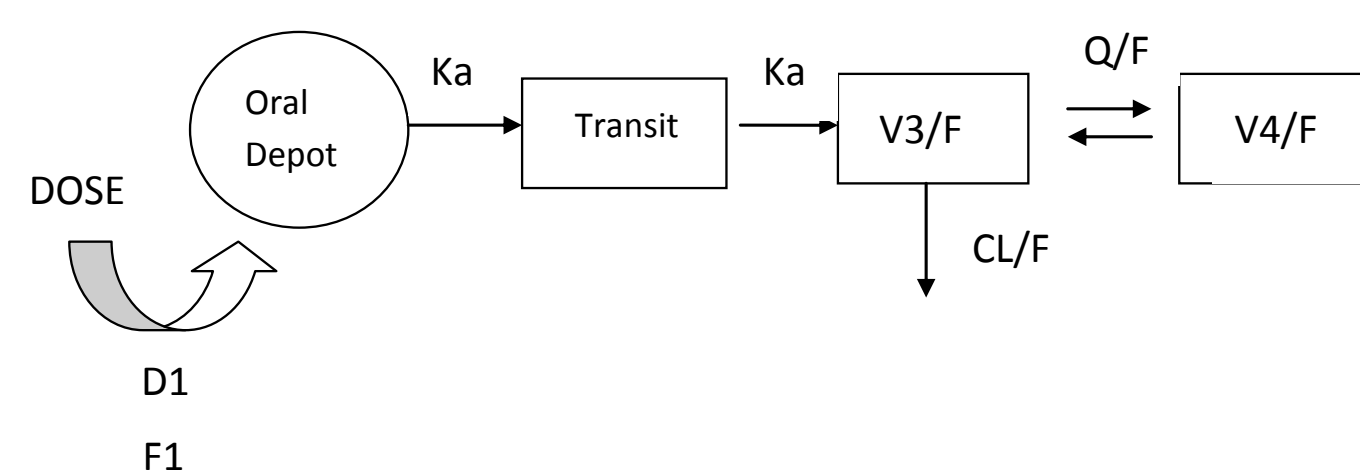 DOSE
D1
F1
Oral
Depot
Ka
Transit
Ka
V3/F
CL/F
Q/F
V4/F